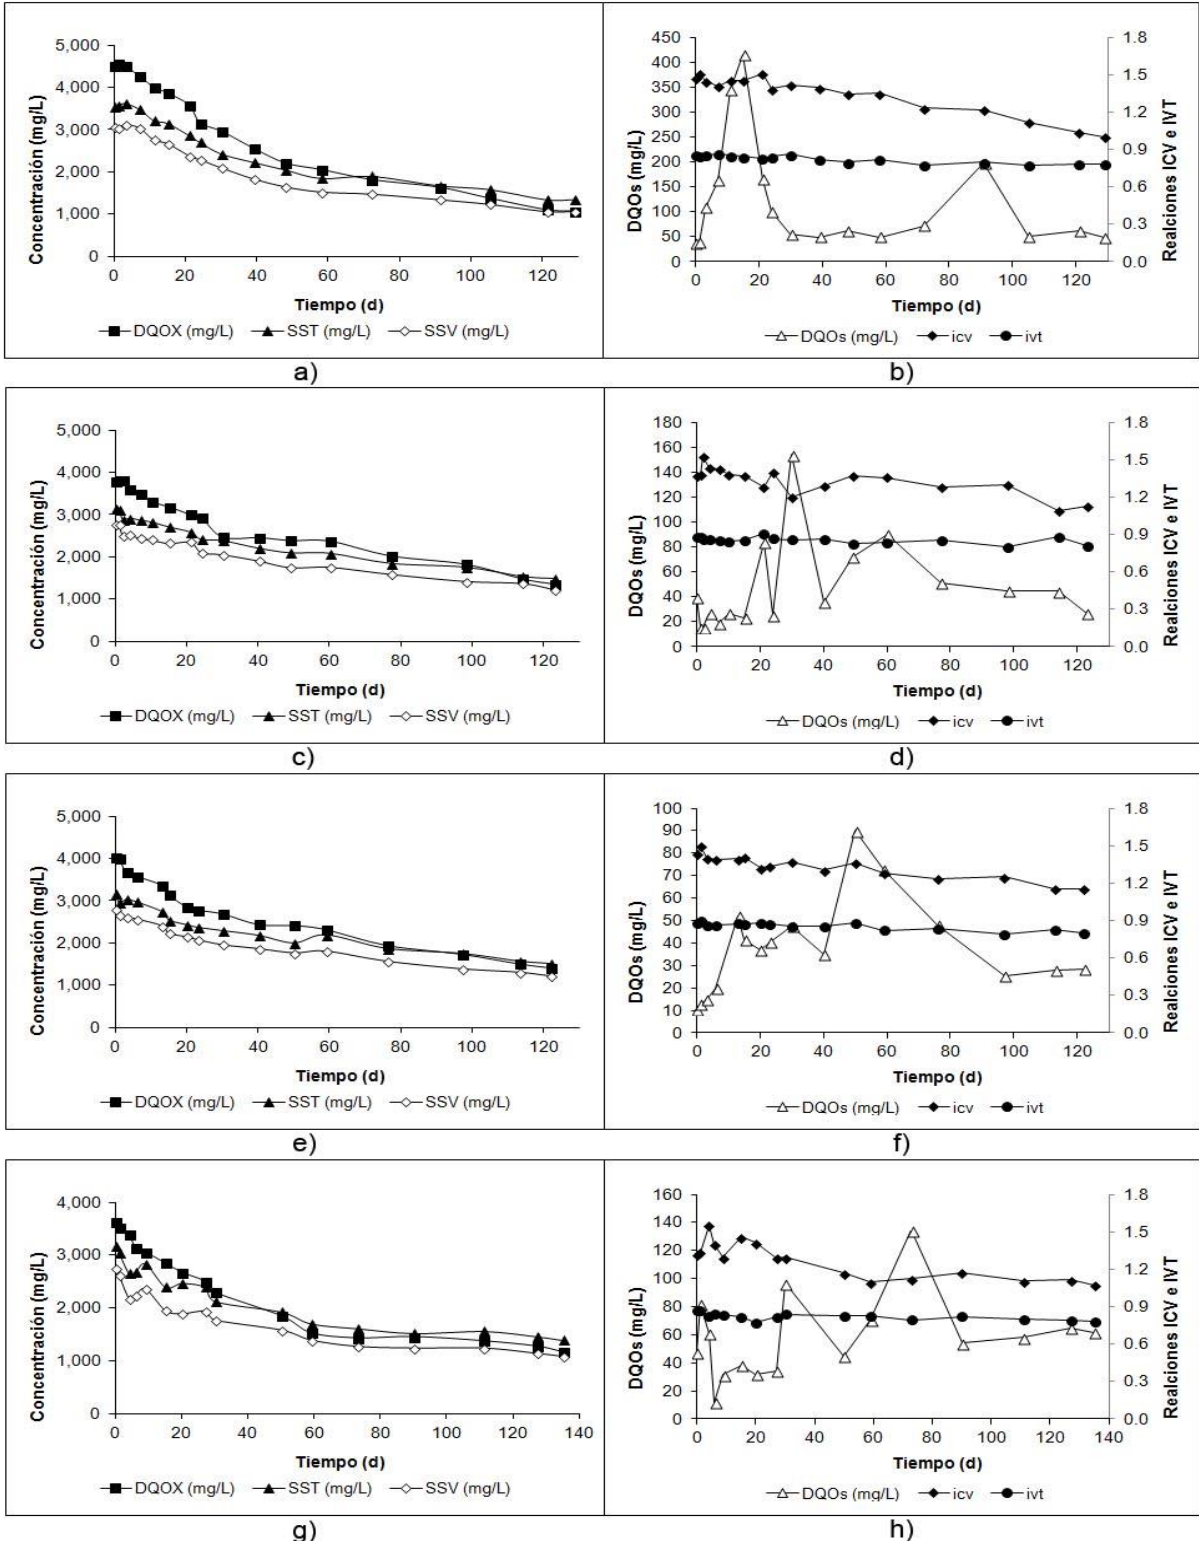 5,000
4,000
3,000
2,000
1,000
0
Concentración (mg/L)
0 20 40 60 80 100 120
Tiempo (d)
DQOX (mg/L) SST (mg/L) SSV (mg/L)
a)
450
400
350
300
250
200
150
100
50
0
DQOs (mg/L)
1.8
1.5
1.2
0.9
0.6
0.3
0.0
Realciones ICV e IVT
0 20 40 60 80 100 120
Tiempo (d)
DQOs (mg/L) icv ivt
b)
5,000
4,000
3,000
2,000
1,000
0
Concentración (mg/L)
0 20 40 60 80 100 120
Tiempo (d)
DQOX (mg/L) SST (mg/L) SSV (mg/L)
c)
180
160
140
120
100
80
60
40
20
0
DQOs (mg/L)
1.8
1.5
1.2
0.9
0.6
0.3
0.0
Realciones ICV e IVT
0 20 40 60 80 100 120
Tiempo (d)
DQOs (mg/L) icv ivt
d)
5,000
4,000
3,000
2,000
1,000
0
Concentración (mg/L)
0 20 40 60 80 100 120
Tiempo (d)
DQOX (mg/L) SST (mg/L) SSV (mg/L)
e)
100
90
80
70
60
50
40
30
20
10
0
DQOs (mg/L)
1.8
1.5
1.2
0.9
0.6
0.3
0.0
Realciones ICV e IVT
0 20 40 60 80 100 120
Tiempo (d)
DQOs (mg/L) icv ivt
f)
4,000
3,000
2,000
1,000
0
Concentración (mg/L)
0 20 40 60 80 100 120 140
Tiempo (d)
DQOX (mg/L) SST (mg/L) SSV (mg/L)
g)
160
140
120
100
80
60
40
20
0
DQOs (mg/L)
1.8
1.5
1.2
0.9
0.6
0.3
0.0
Realciones ICV e IVT
0 20 40 60 80 100 120 140
Tiempo (d)
DQOs (mg/L) icv ivt
h)